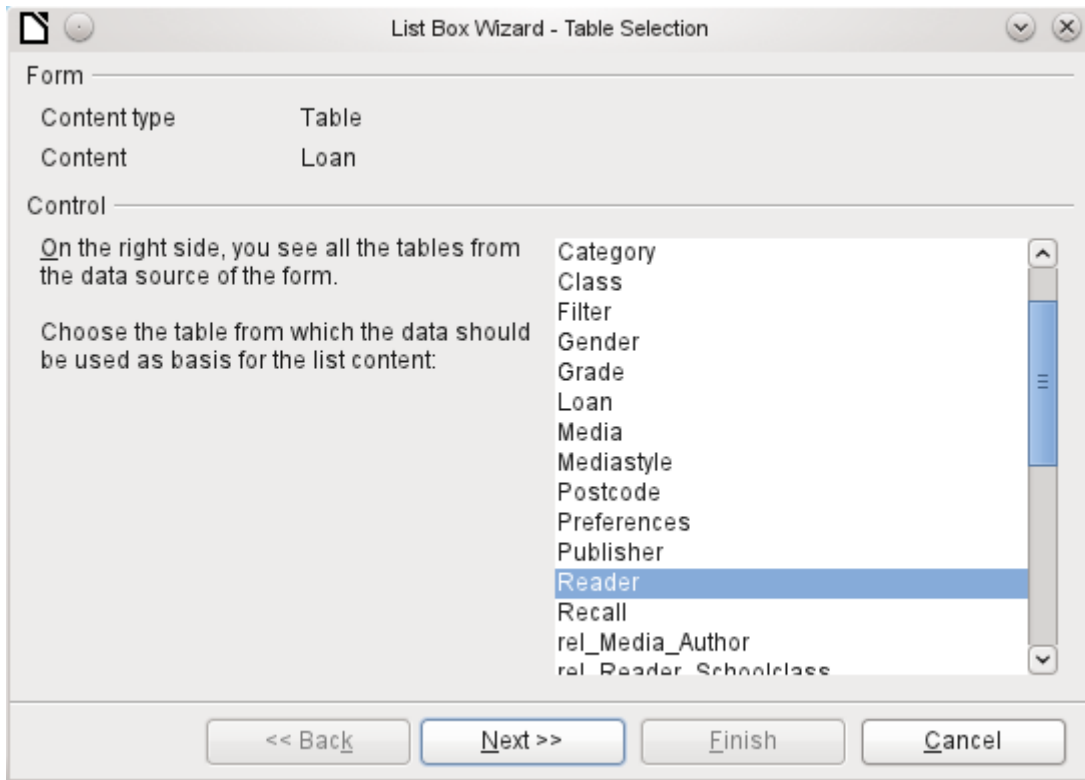 List Box Wizard - Table Selection
Form
Content type Table
Content Loan
Control
On the right side, you see all the tables from
the data source of the form.
Choose the table from which the data should
be used as basis for the list content:
Category
Class
Filter
Gender
Grade
Loan
Media
Mediastyle
Postcode
Preferences
Publisher
Reader
Recall
rel_Media_Author
rel_Reader_Schoolclass
<< Back Next >> Finish Cancel